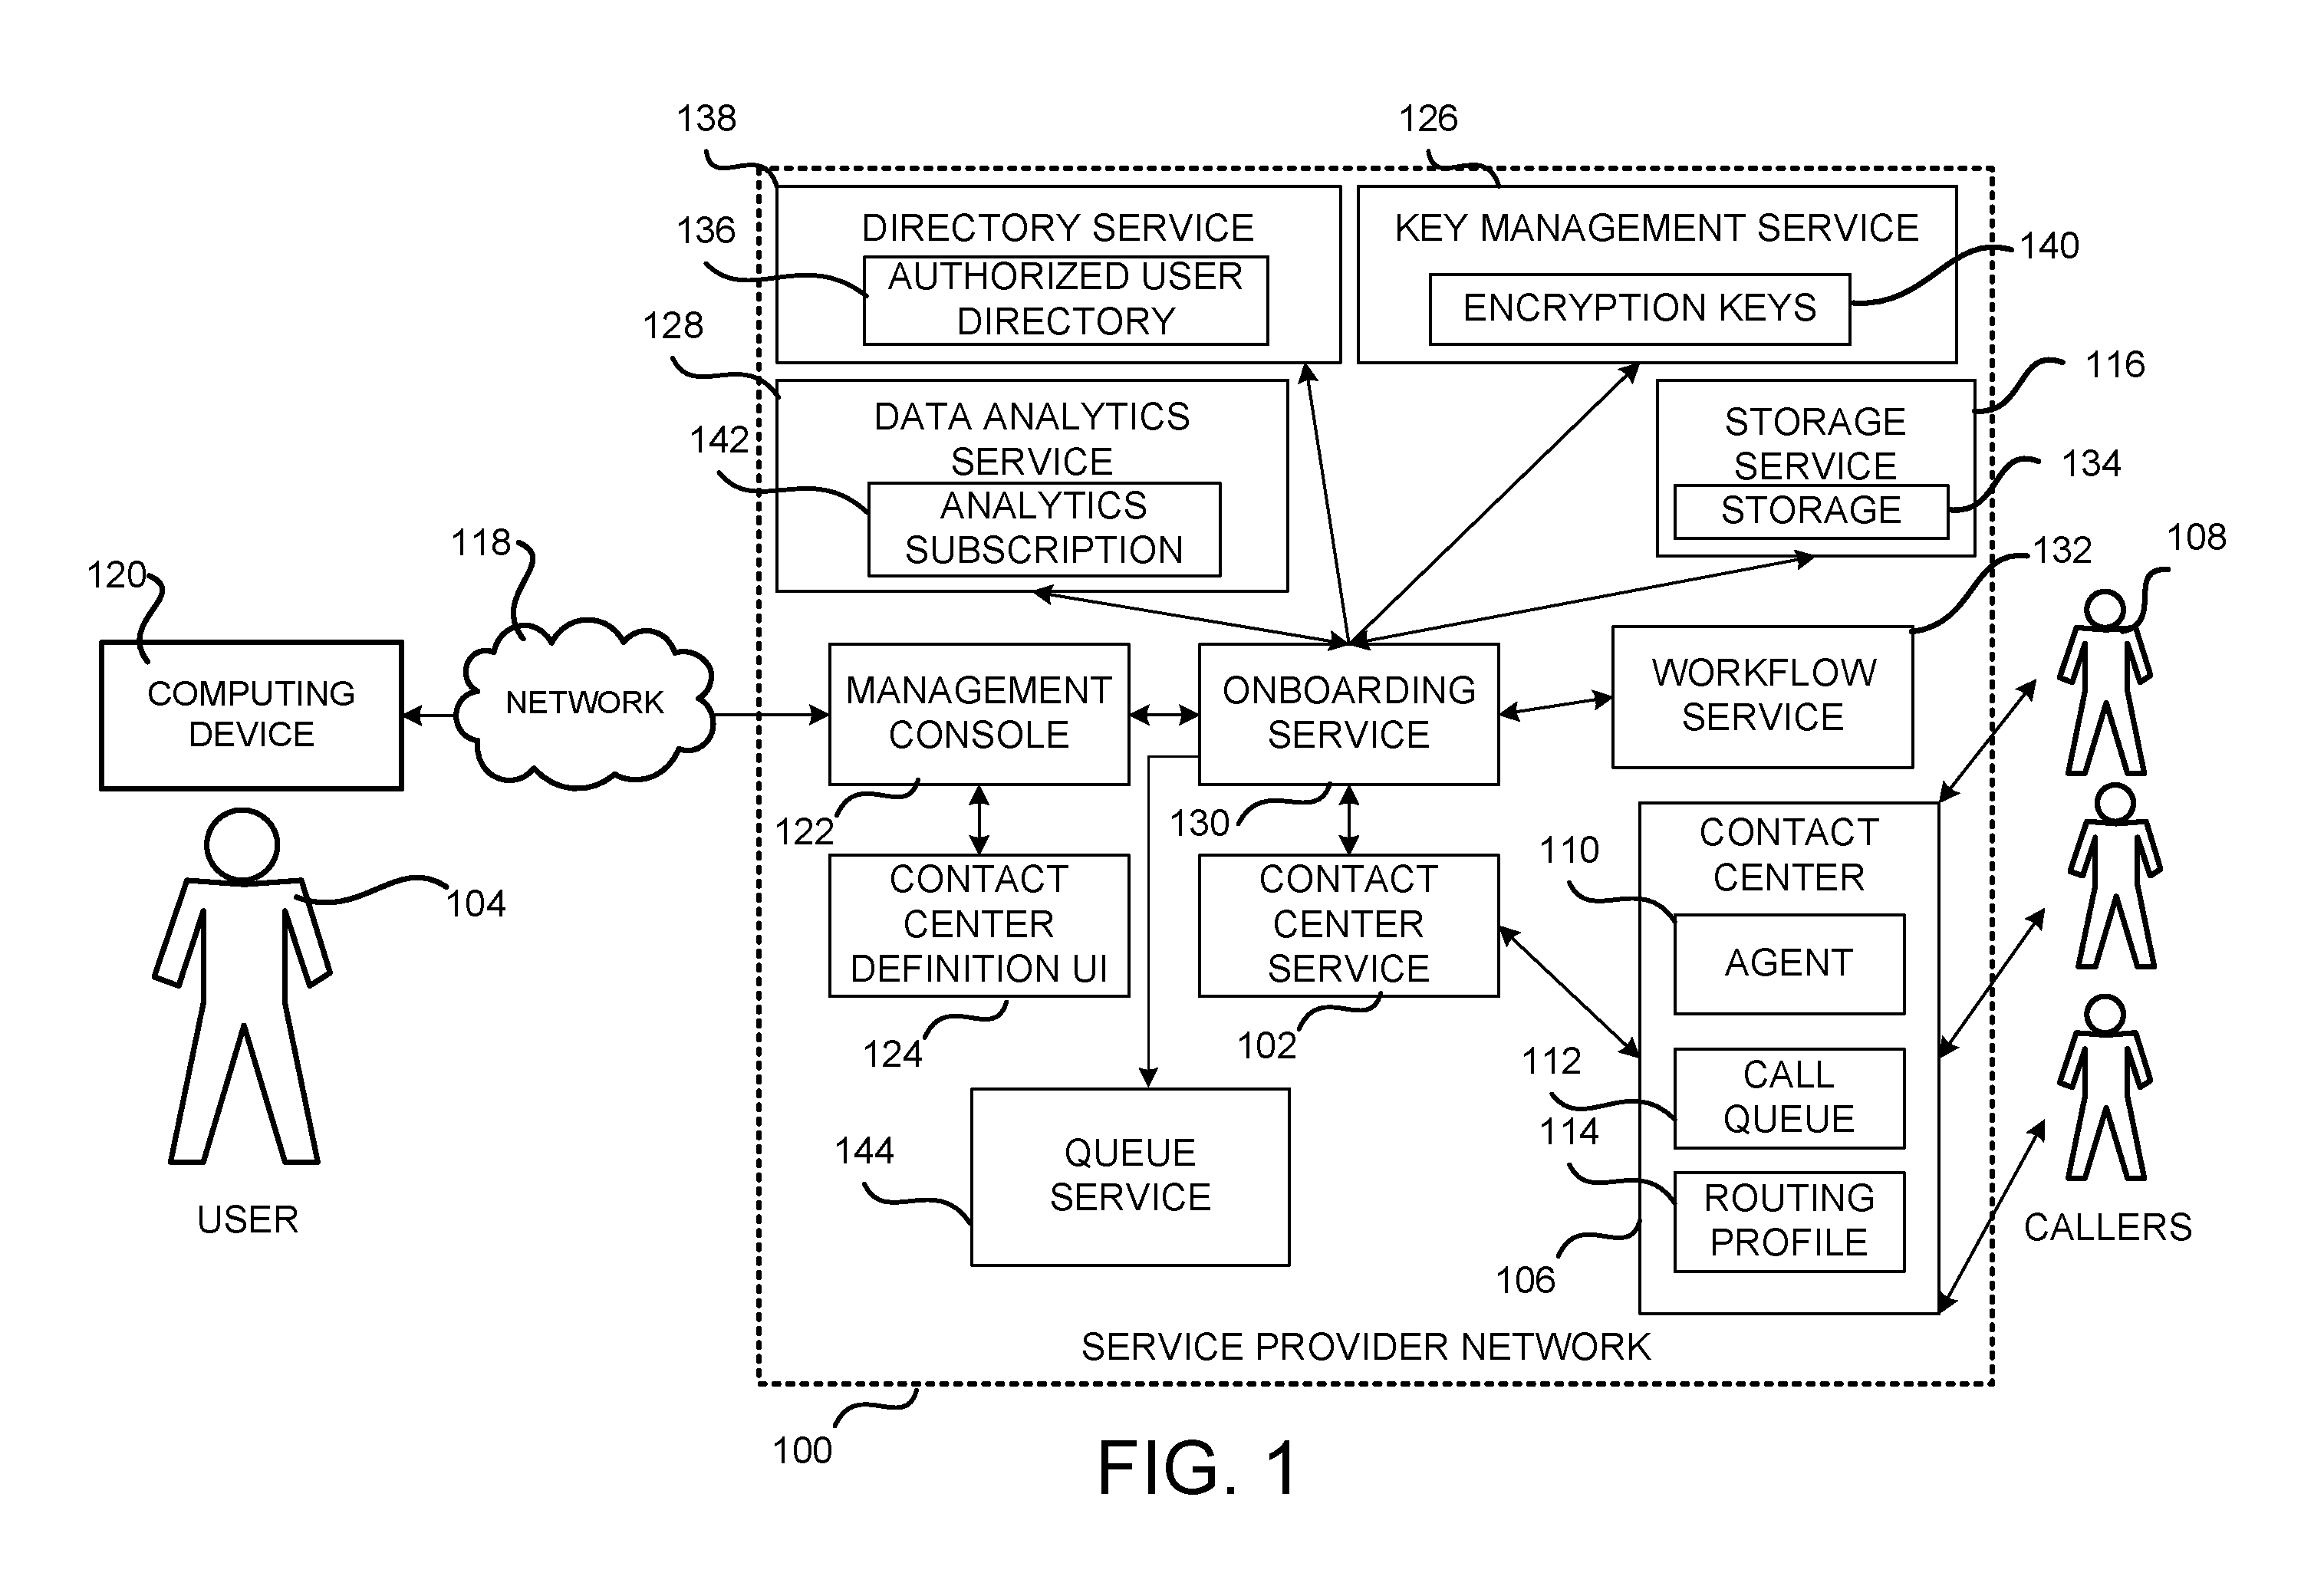 138
126
DIRECTORY SERVICE
KEY MANAGEMENT SERVICE
136
140
AUTHORIZED USER
DIRECTORY
ENCRYPTION KEYS
128
116
DATA ANALYTICS
SERVICE
STORAGE
SERVICE
142
134
ANALYTICS
SUBSCRIPTION
STORAGE
118
108
132
120
COMPUTING
DEVICE
NETWORK
MANAGEMENT
CONSOLE
ONBOARDING
SERVICE
WORKFLOW
SERVICE
122
130
CONTACT
CENTER
110
104
CONTACT
CENTER
DEFINITION UI
CONTACT
CENTER
SERVICE
AGENT
124
102
112
CALL
QUEUE
114
144
QUEUE
SERVICE
ROUTING
PROFILE
USER
CALLERS
106
SERVICE PROVIDER NETWORK
100
FIG. 1